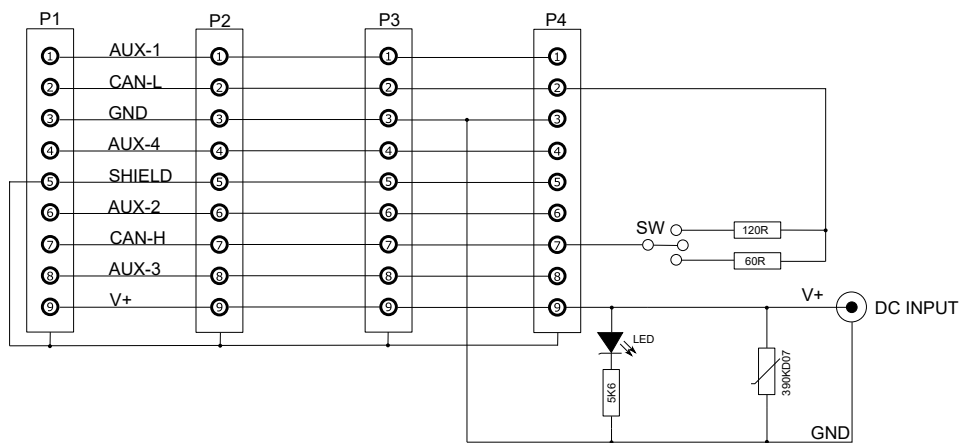 P1 P2 P3 P4
1 AUX-1 1 1 1
2 CAN-L 2 2 2
3 GND 3 3 3
4 AUX-4 4 4 4
5 SHIELD 5 5 5
6 AUX-2 6 6 6
SW 120R
7 CAN-H 7 7 7
60R
8 AUX-3 8 8 8
9 V+ 9 9 9
V+
DC INPUT
LED
5K6
390KD07
GND